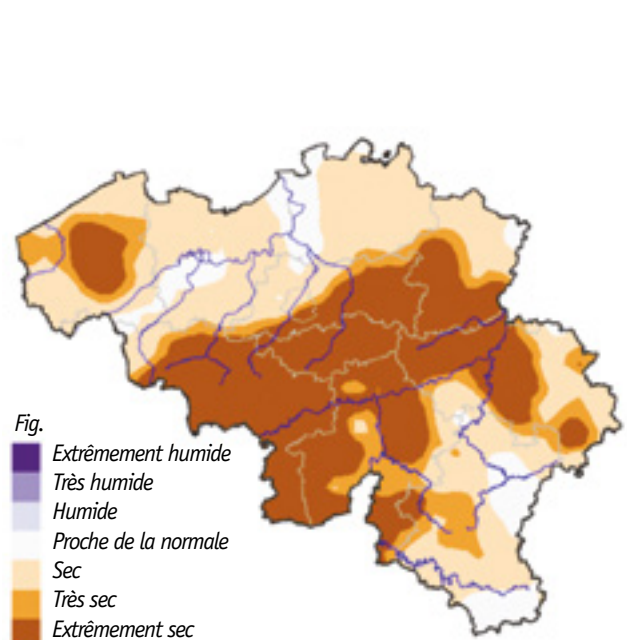 Fig.
Extrêmement humide
Très humide
Humide
Proche de la normale
Sec
Très sec
Extrêmement sec